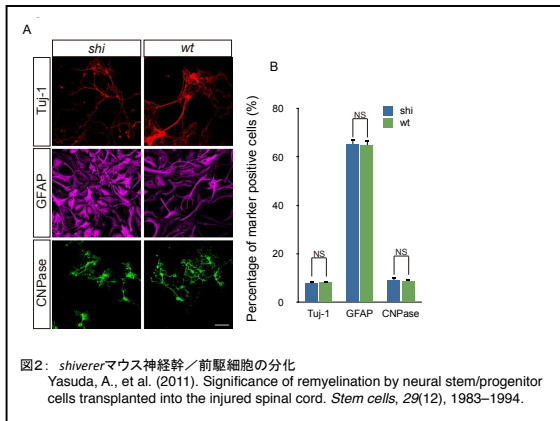 A
shi
wt
Tuj-1
GFAP
CNPase
B
Percentage of marker positive cells (%)
80
60
40
20
0
shi
wt
NS
NS
NS
Tuj-1
GFAP
CNPase
図2: shivererマウス神経幹／前駆細胞の分化
Yasuda, A., et al. (2011). Significance of remyelination by neural stem/progenitor
cells transplanted into the injured spinal cord. Stem cells, 29(12), 1983–1994.